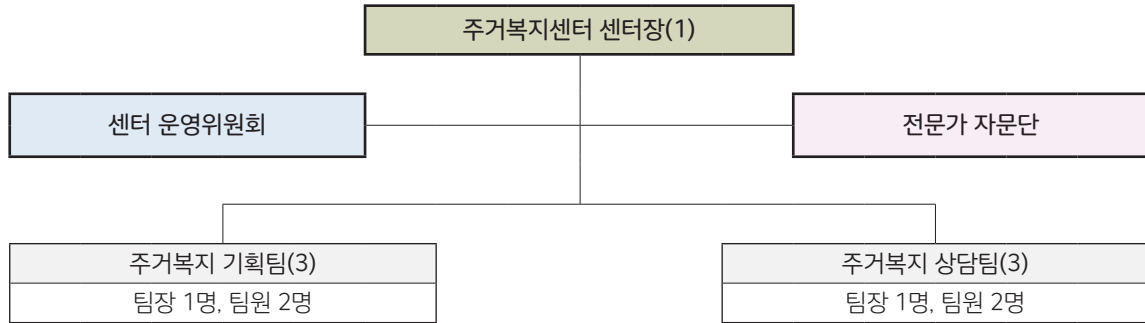 주거복지센터 센터장(1)
센터 운영위원회
전문가 자문단
주거복지 기획팀(3)
팀장 1명, 팀원 2명
주거복지 상담팀(3)
팀장 1명, 팀원 2명